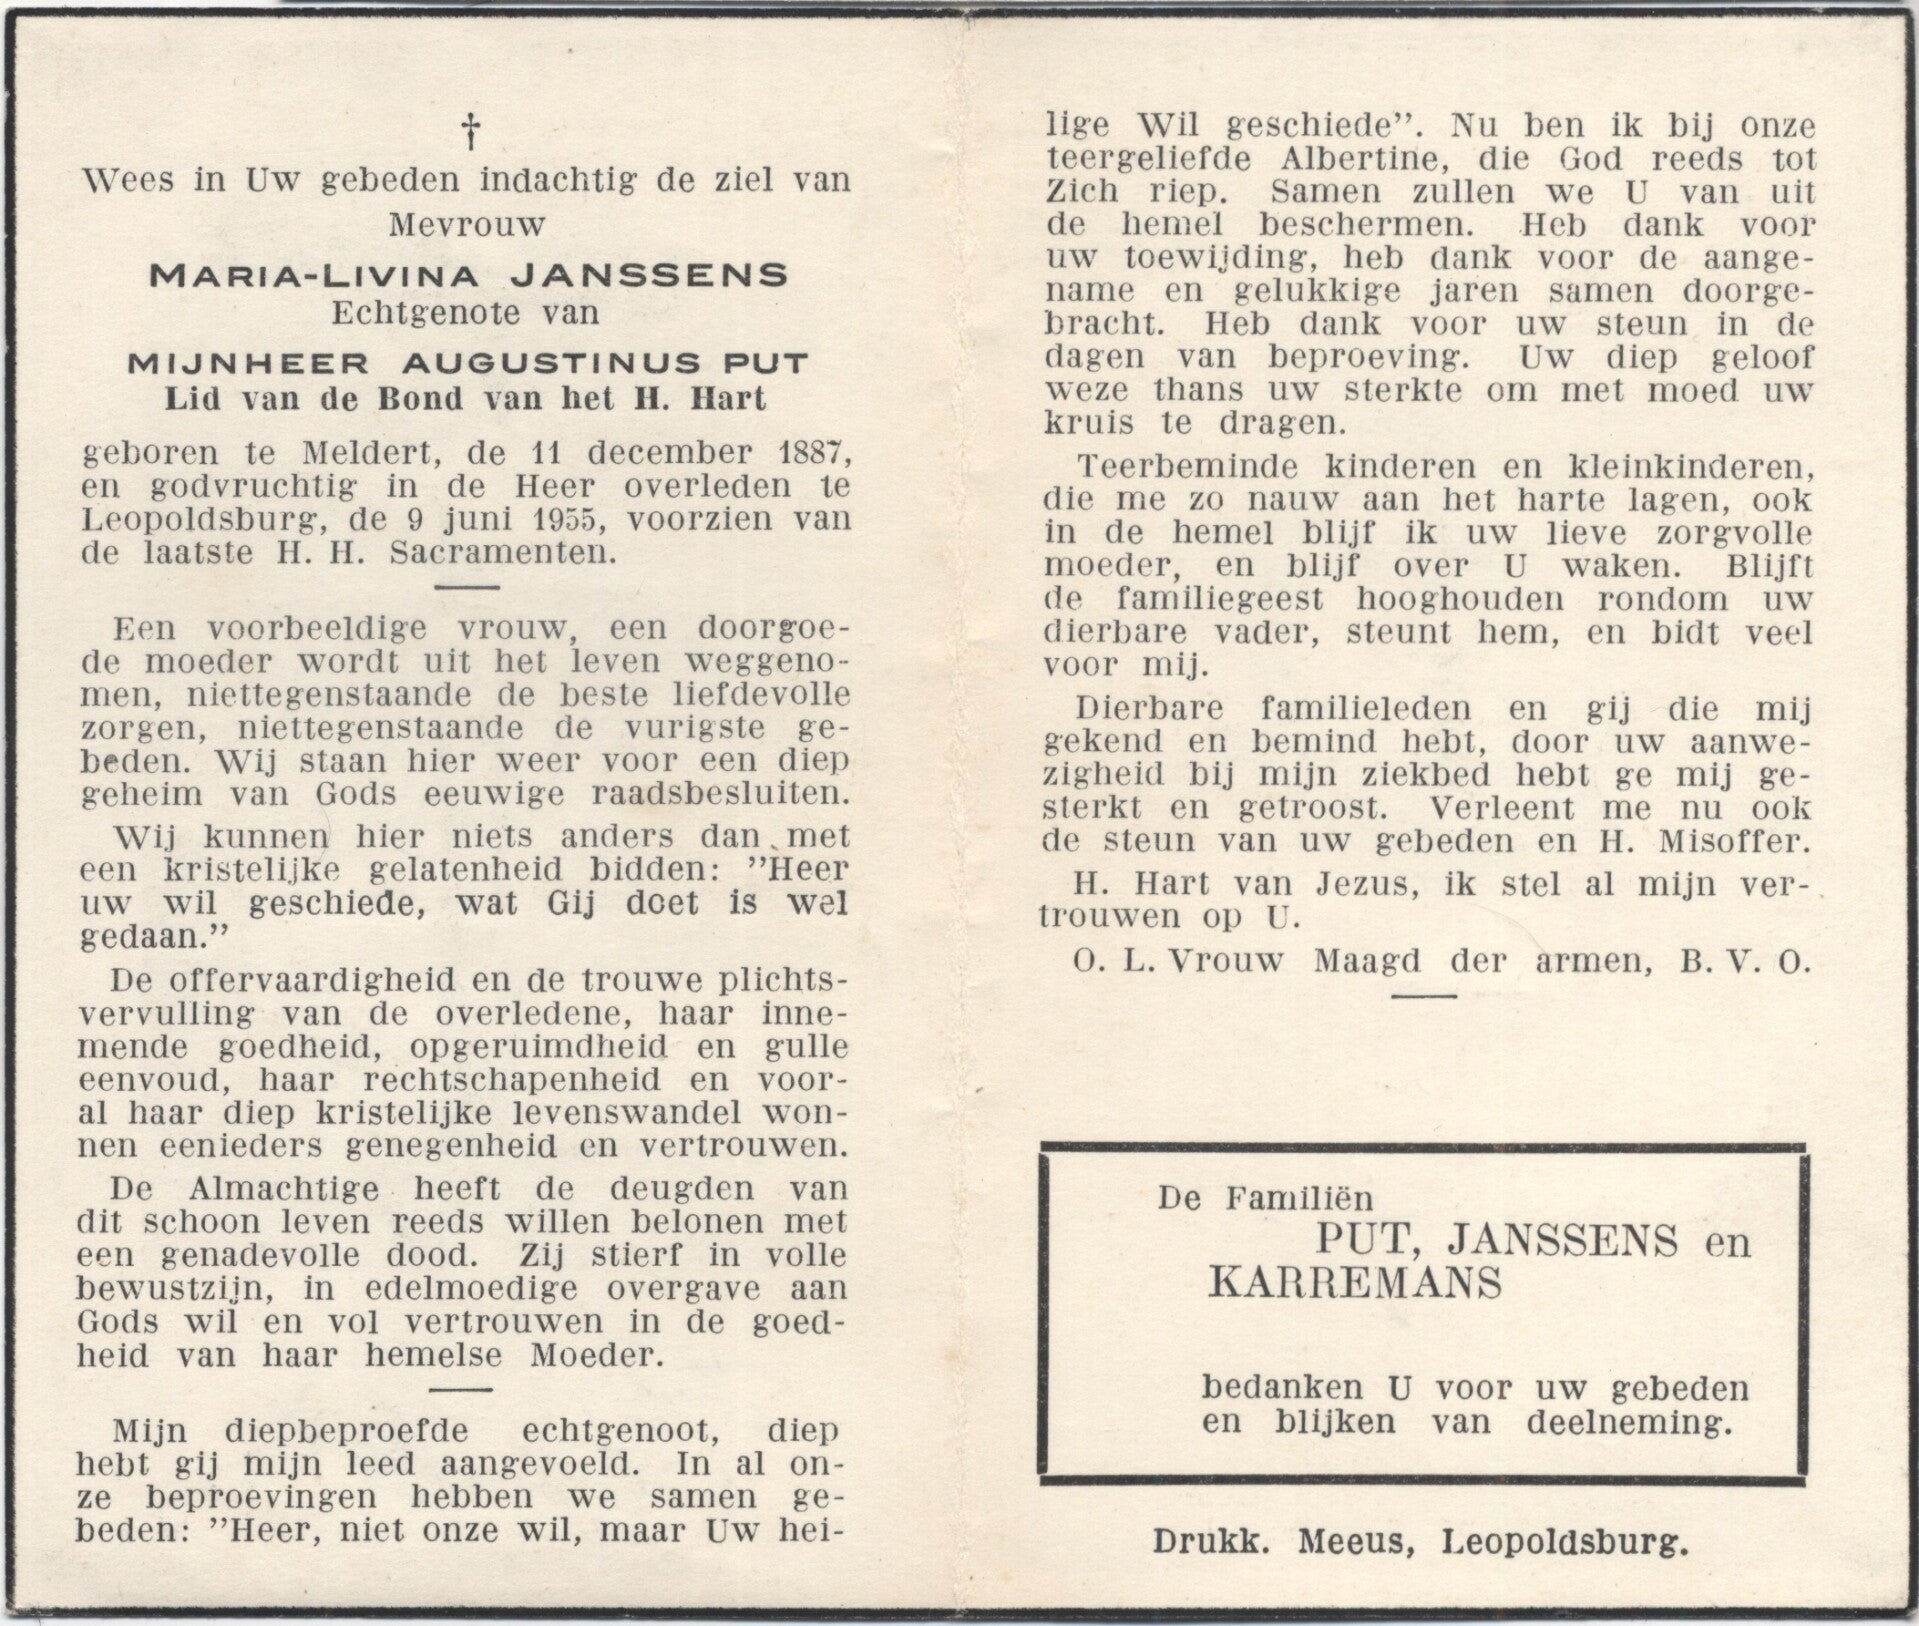 †
Wees in Uw gebeden indachtig de ziel van
Mevrouw
MARIA-LIVINA JANSSENS
Echtgenote van
MIJNHEER AUGUSTINUS PUT
Lid van de Bond van het H. Hart
geboren te Meldert, de 11 december 1887,
en godvruchtig in de Heer overleden te
Leopoldsburg, de 9 juni 1955, voorzien van
de laatste H. H. Sacramenten.
Een voorbeeldige vrouw, een doorgoe-
de moeder wordt uit het leven weggeno-
men, niettegenstaande de beste liefdevolle
zorgen, niettegenstaande de vurigste ge-
beden. Wij staan hier weer voor een diep
geheim van Gods eeuwige raadsbesluiten.
Wij kunnen hier niets anders dan met
een kristelijke gelatenheid bidden: ”Heer
uw wil geschiede, wat Gij doet is wel
gedaan.”
De offervaardigheid en de trouwe plichts-
vervulling van de overledene, haar inne-
mende goedheid, opgeruimdheid en gulle
eenvoud, haar rechtschapenheid en voor-
al haar diep kristelijke levenswandel won-
nen eenieders genegenheid en vertrouwen.
De Almachtige heeft de deugden van
dit schoon leven reeds willen belonen met
een genadevolle dood. Zij stierf in volle
bewustzijn, in edelmoedige overgave aan
Gods wil en vol vertrouwen in de goed-
heid van haar hemelse Moeder.
Mijn diepbeproefde echtgenoot, diep
hebt gij mijn leed aangevoeld. In al on-
ze beproevingen hebben we samen ge-
beden: ”Heer, niet onze wil, maar Uw hei-
lige Wil geschiede”. Nu ben ik bij onze
teergeliefde Albertine, die God reeds tot
Zich riep. Samen zullen we U van uit
de hemel beschermen. Heb dank voor
uw toewijding, heb dank voor de aange-
name en gelukkige jaren samen doorge-
bracht. Heb dank voor uw steun in de
dagen van beproeving. Uw diep geloof
weze thans uw sterkte om met moed uw
kruis te dragen.
Teerbeminde kinderen en kleinkinderen,
die me zo nauw aan het harte lagen, ook
in de hemel blijf ik uw lieve zorgvolle
moeder, en blijf over U waken. Blijft
de familiegeest hooghouden rondom uw
dierbare vader, steunt hem, en bidt veel
voor mij.
Dierbare familieleden en gij die mij
gekend en bemind hebt, door uw aanwe-
zigheid bij mijn ziekbed hebt ge mij ge-
sterkt en getroost. Verleent me nu ook
de steun van uw gebeden en H. Misoffer.
H. Hart van Jezus, ik stel al mijn ver-
trouwen op U.
O. L. Vrouw Maagd der armen, B. V. O.
De Familiën
PUT, JANSSENS en
KARREMANS
bedanken U voor uw gebeden
en blijken van deelneming.
Drukk. Meeus, Leopoldsburg.